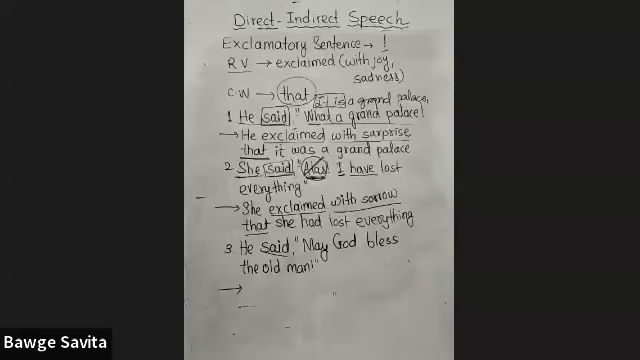 Direct-Indirect Speech
Exclamatory Sentence → !
R V → exclaimed (with joy,
sadness)
C W → that
It is a grand palace,
1. He said, "What a grand palace!
→ He exclaimed with surprise
that it was a grand palace
2. She said, "Alas! I have lost
everything"
→ She exclaimed with sorrow
that she had lost everything
3. He said, "May God bless
the old man!"
→
Bawge Savita